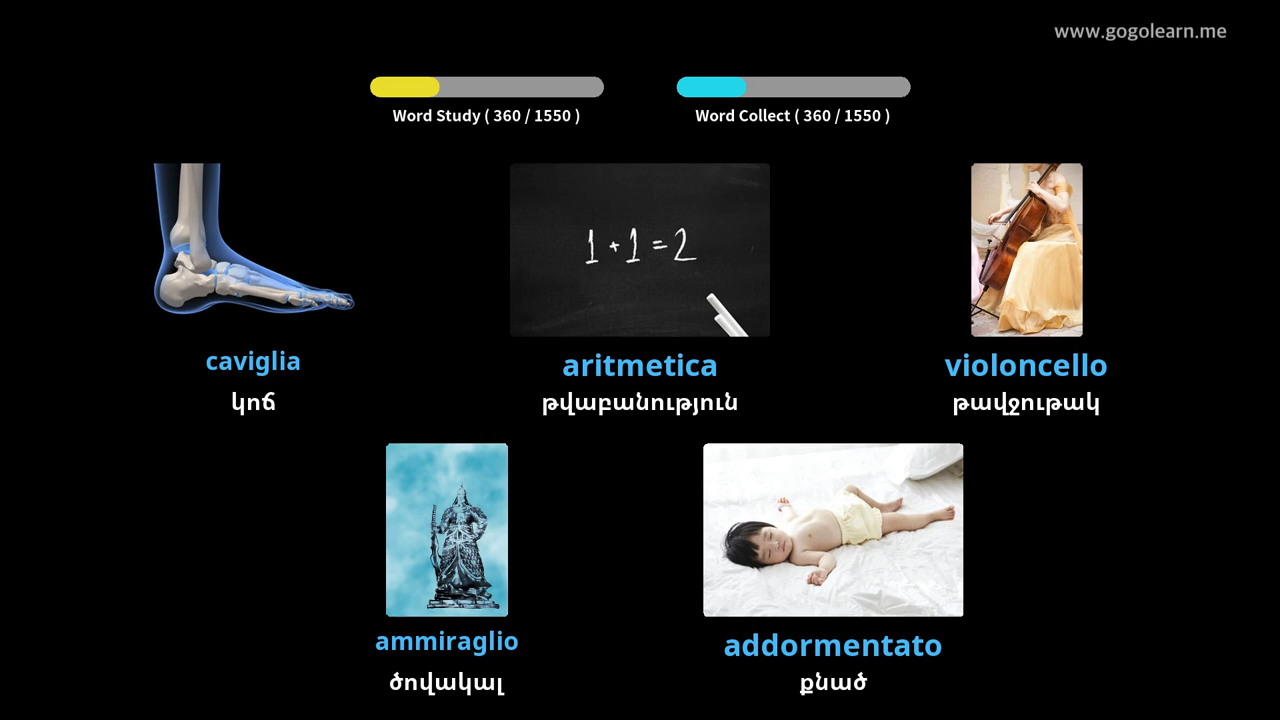 www.gogolearn.me
Word Study ( 360 / 1550 )
Word Collect ( 360 / 1550 )
1 + 1 = 2
caviglia
aritmetica
violoncello
կոճ
թվաբանություն
թավջութակ
ammiraglio
addormentato
ծովակալ
քնած